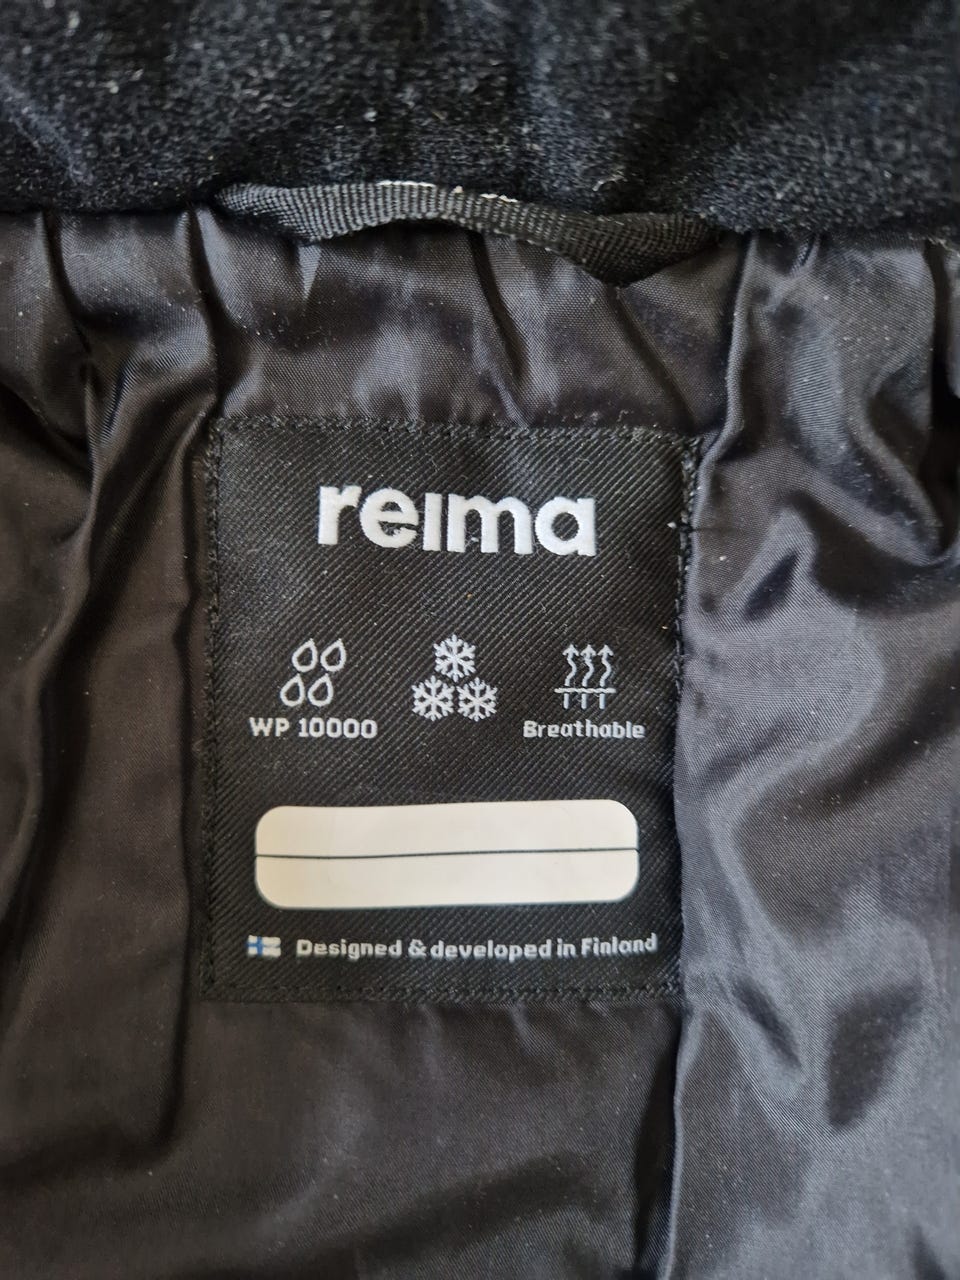 reima
WP 10000
Breathable
Designed & developed in Finland